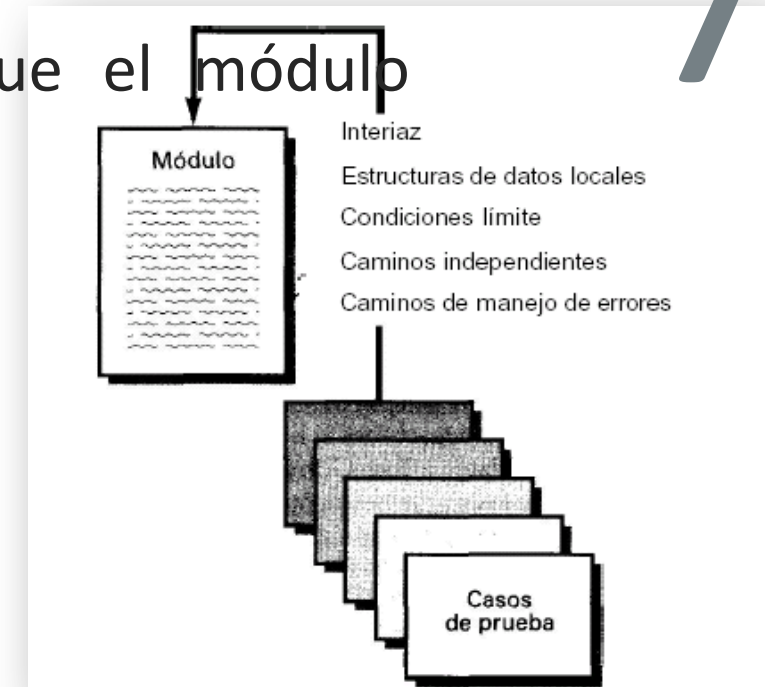 ue el módulo
Módulo
Interiaz
Estructuras de datos locales
Condiciones límite
Caminos independientes
Caminos de manejo de errores
Casos
de prueba